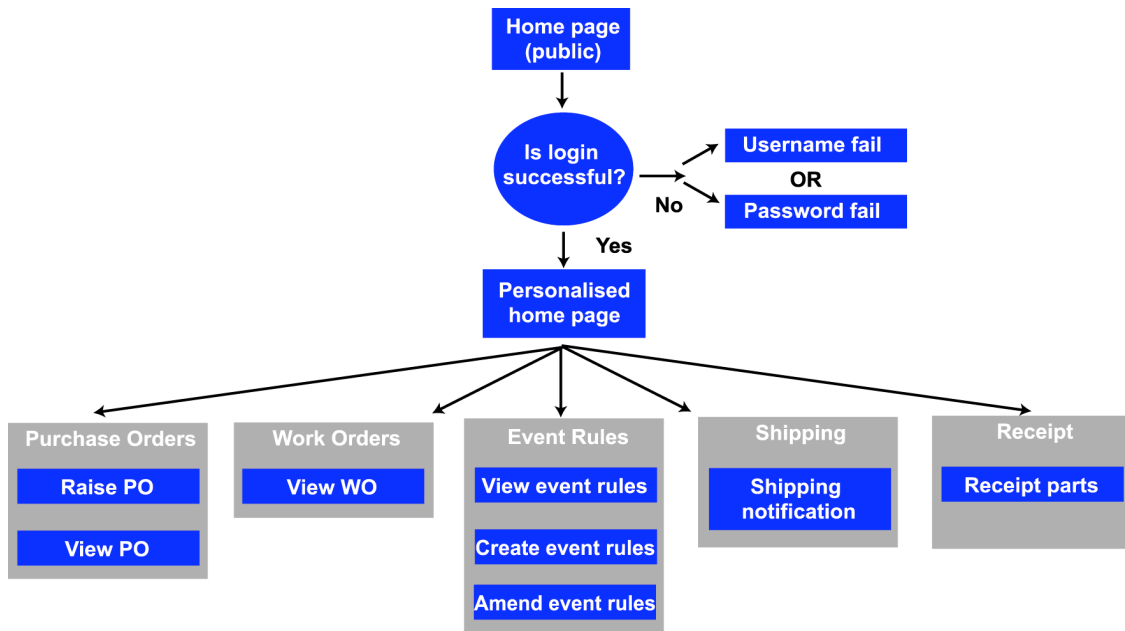 Home page
(public)
Is login
successful?
Username fail
OR
No
Password fail
Yes
Personalised
home page
Purchase Orders
Raise PO
View PO
Work Orders
View WO
Event Rules
View event rules
Create event rules
Amend event rules
Shipping
Shipping
notification
Receipt
Receipt parts